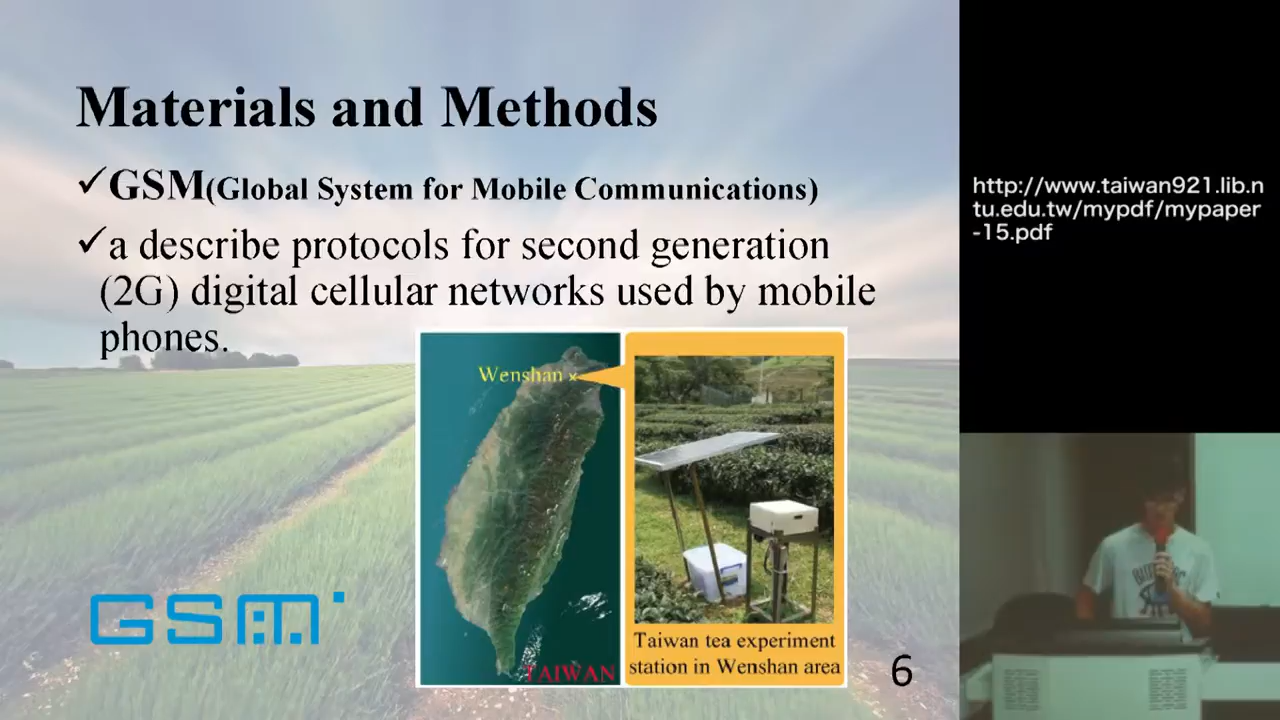 Materials and Methods
✓GSM(Global System for Mobile Communications)
✓a describe protocols for second generation
(2G) digital cellular networks used by mobile
phones.
Wenshan x
TAIWAN
Taiwan tea experiment
station in Wenshan area
GSM
6
http://www.taiwan921.lib.n
tu.edu.tw/mypdf/mypaper
-15.pdf